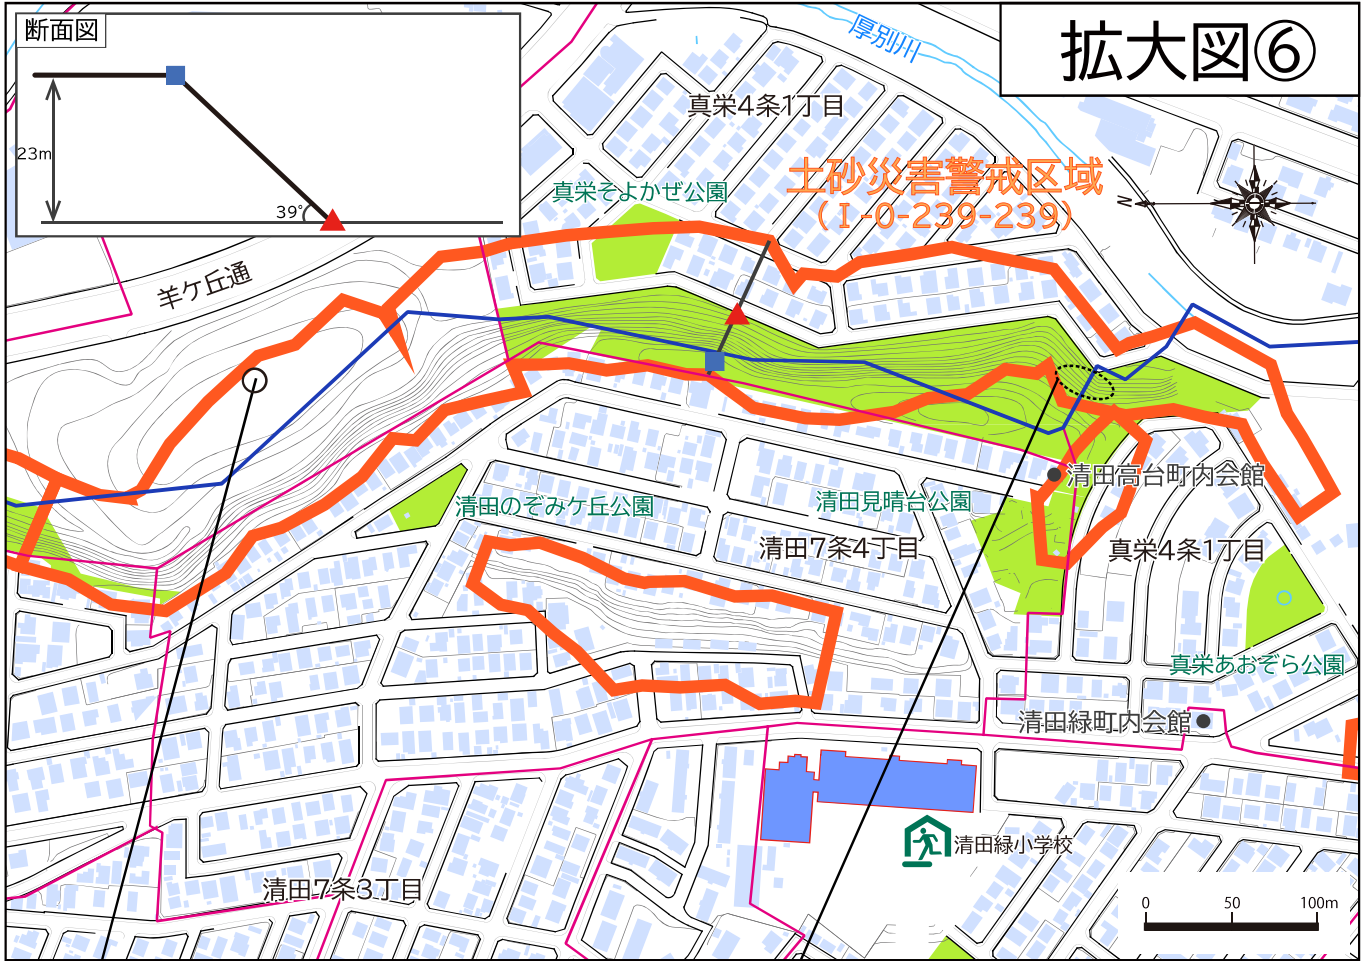 断面図
23m
39°
拡大図⑥
厚別川
真栄4条1丁目
土砂災害警戒区域
(Ⅰ-0-239-239)
真栄そよかぜ公園
N
羊ケ丘通
清田のぞみケ丘公園
清田見晴台公園
清田高台町内会館
清田7条4丁目
真栄4条1丁目
真栄あおぞら公園
清田緑町内会館
清田緑小学校
清田7条3丁目
0 50 100m